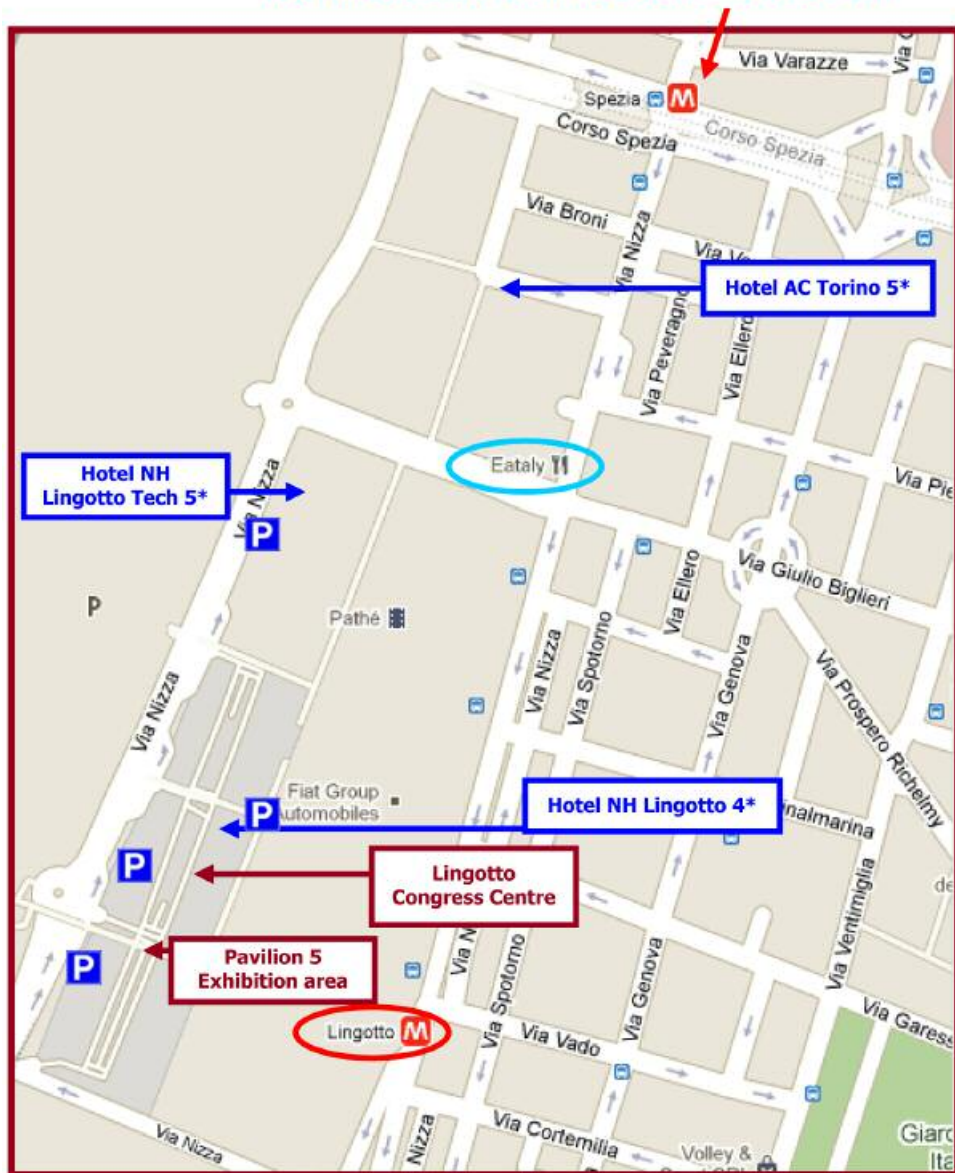 Via Varazze
Spezia
M
Corso Spezia
Corso Spezia
Via Broni
Via Nizza
Hotel AC Torino 5*
Via Peveragno
Via Ellero
Eataly
Hotel NH
Lingotto Tech 5*
Via Nizza
P
Via Giulio Biglieri
Via Ellero
P
Pathé
Via Nizza
Via Spotorno
Via Genova
Via Prospero Richelmy
Via Nizza
Hotel NH Lingotto 4*
Fiat Group
Automobiles
P
P
Lingotto
Congress Centre
Via Ventimiglia
Pavilion 5
Exhibition area
P
Via Spotorno
Via Genova
Lingotto
M
Via Vado
Via Nizza
Nizza
Via Cortemilia
Volley &